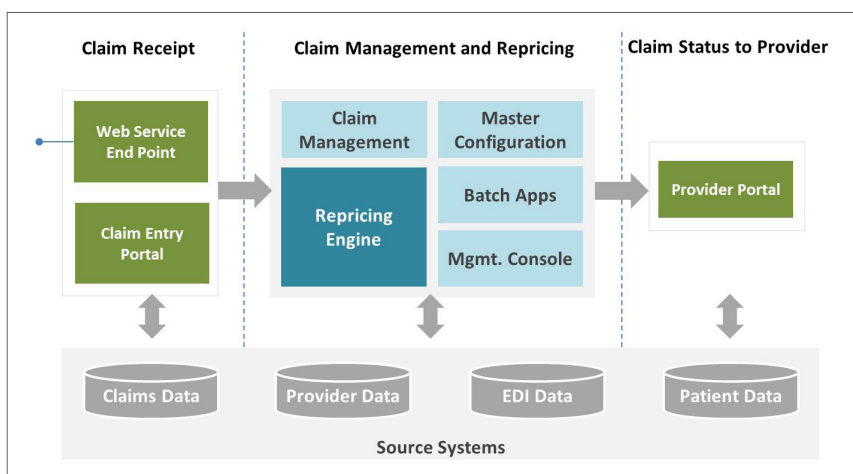 Claim Receipt
Claim Management and Repricing
Claim Status to Provider
Web Service
End Point
Claim Entry
Portal
Claim
Management
Master
Configuration
Repricing
Engine
Batch Apps
Mgmt. Console
Provider Portal
Claims Data
Provider Data
EDI Data
Patient Data
Source Systems